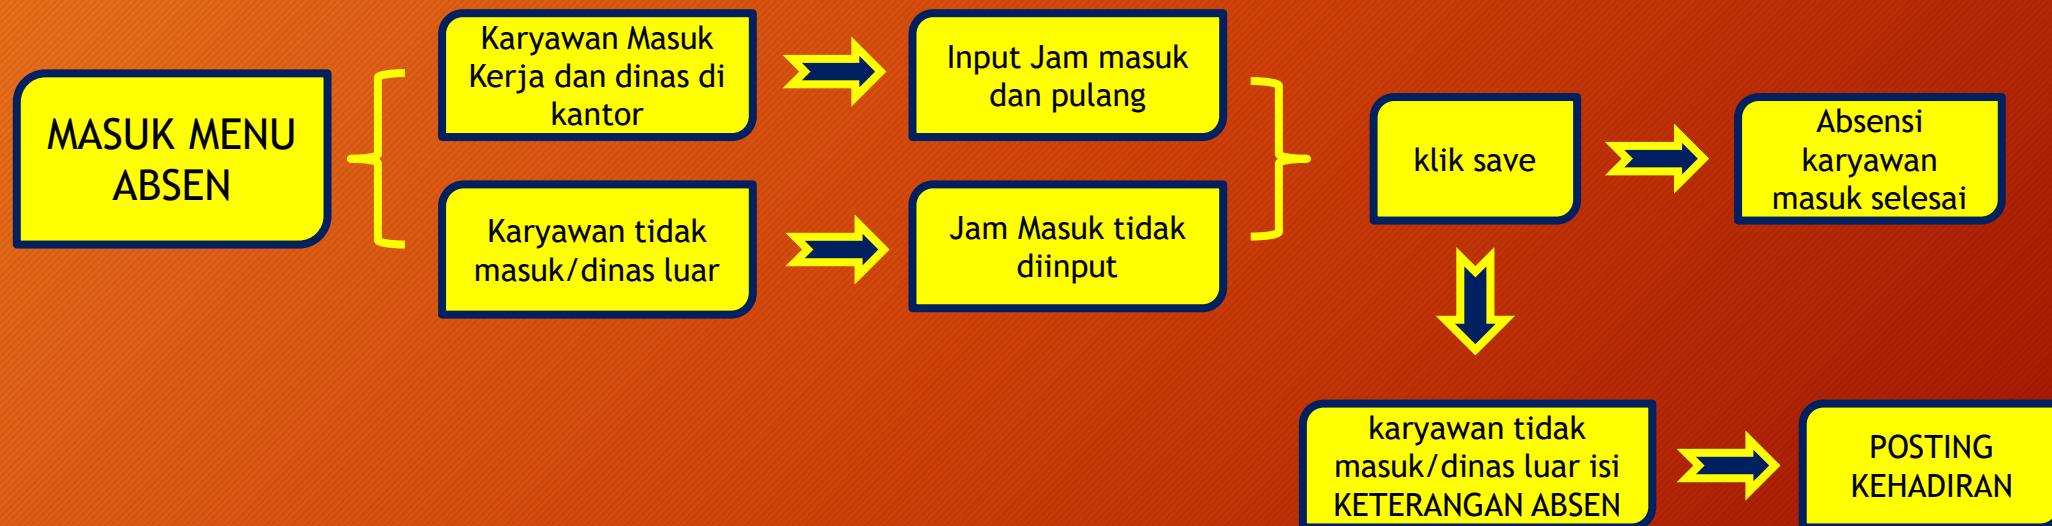 MASUK MENU
ABSEN
Karyawan Masuk
Kerja dan dinas di
kantor
Input Jam masuk
dan pulang
Karyawan tidak
masuk/dinas luar
Jam Masuk tidak
diinput
klik save
Absensi
karyawan
masuk selesai
karyawan tidak
masuk/dinas luar isi
KETERANGAN ABSEN
POSTING
KEHADIRAN